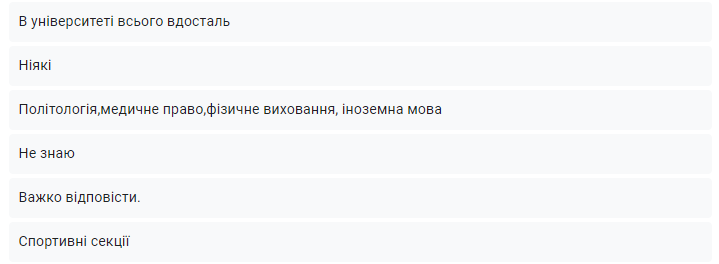 В університеті всього вдосталь
Ніякі
Політологія,медичне право,фізичне виховання, іноземна мова
Не знаю
Важко відповісти.
Спортивні секції